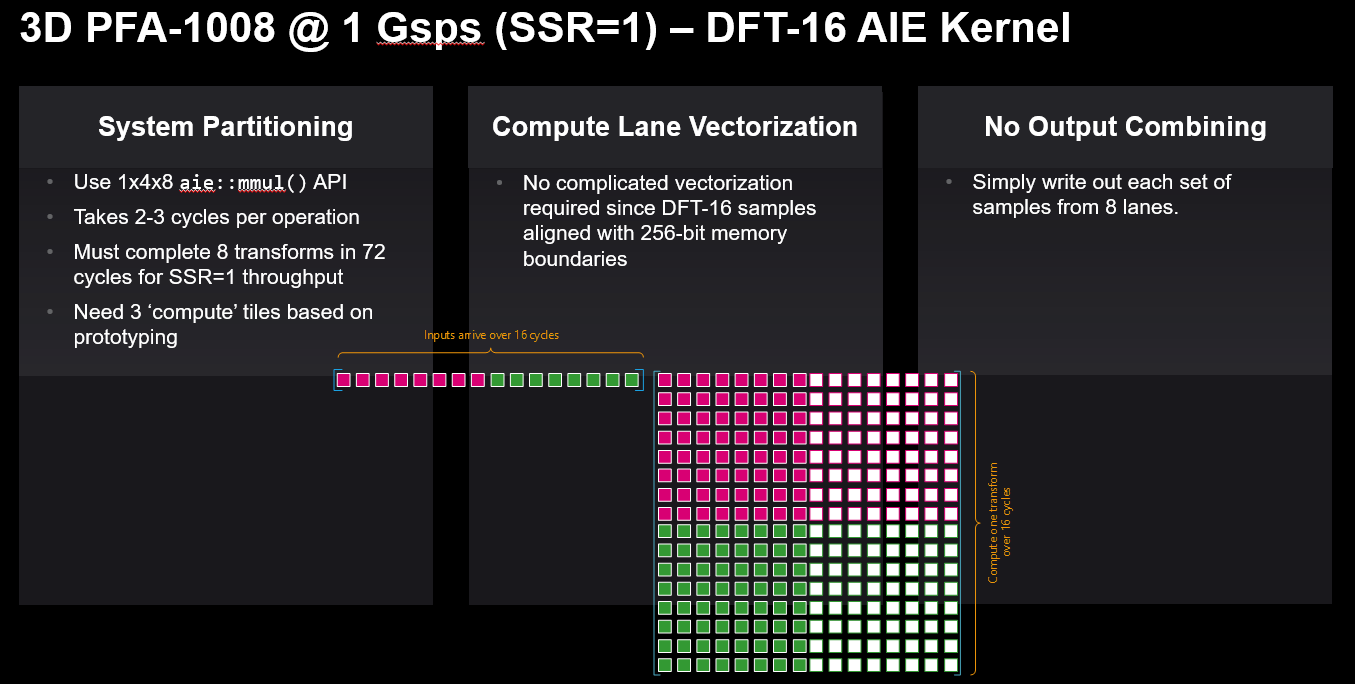 3D PFA-1008 @ 1 Gsps (SSR=1) – DFT-16 AIE Kernel
System Partitioning
Use 1x4x8 aie::mmul() API
Takes 2-3 cycles per operation
Must complete 8 transforms in 72
cycles for SSR=1 throughput
Need 3 ‘compute’ tiles based on
prototyping
Compute Lane Vectorization
No complicated vectorization
required since DFT-16 samples
aligned with 256-bit memory
boundaries
No Output Combining
Simply write out each set of
samples from 8 lanes.
Inputs arrive over 16 cycles
Compute one transform
over 16 cycles